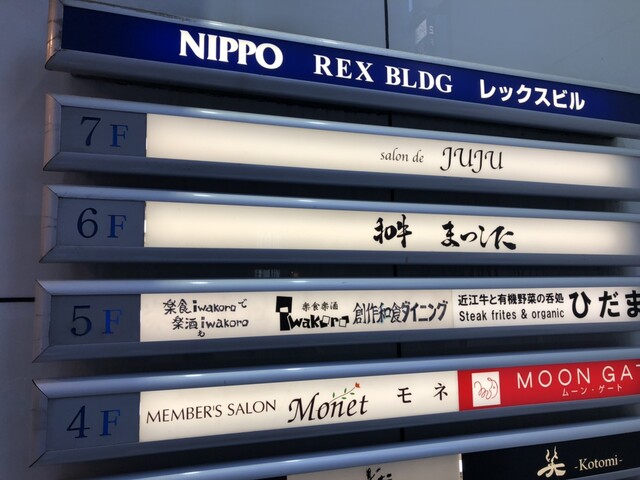 NIPPO REX BLDG レックスビル
7F salon de JUJU
6F 和牛 まつした
5F 楽食iwakoroで
楽酒iwakoroも
楽食楽酒
iwakoro 創作和食ダイニング
近江牛と有機野菜の呑処
Steak frites & organic
ひだま
4F MEMBER'S SALON Monet モネ
MOON GAT
ムーン・ゲート
-Kotomi-